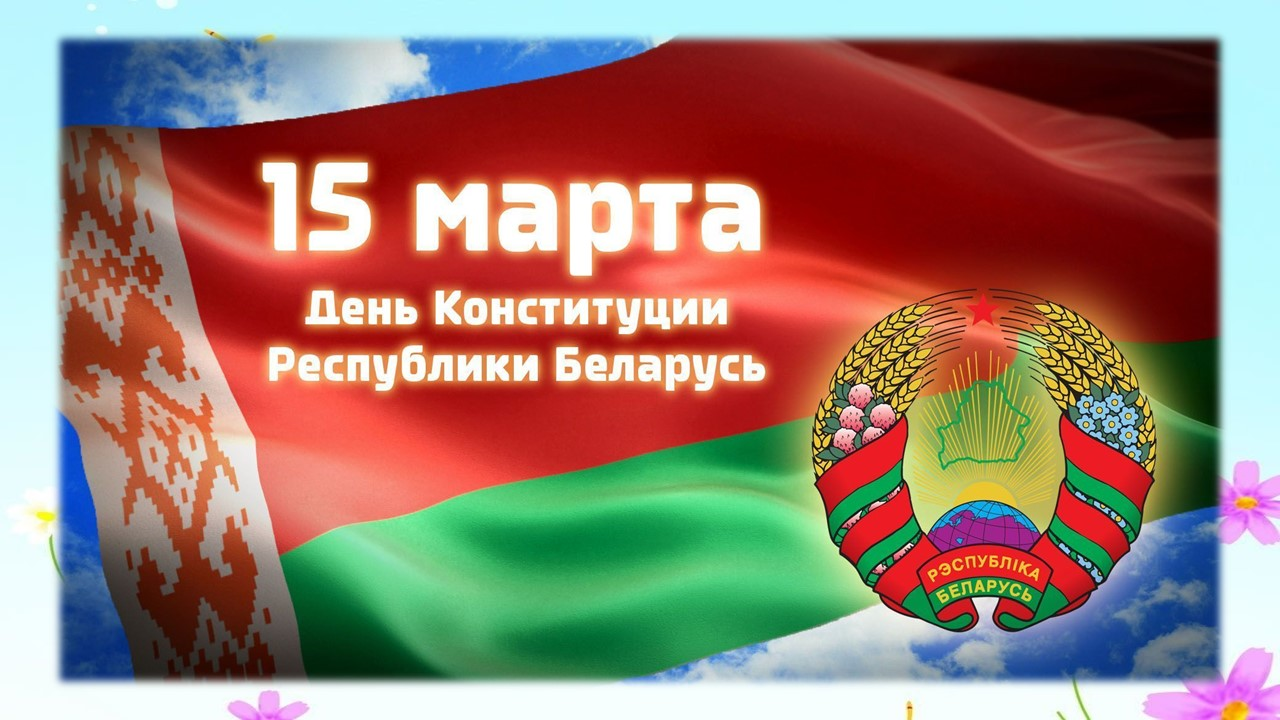 15 марта
День Конституции
Республики Беларусь
РЭСПУБЛІКА
БЕЛАРУСЬ